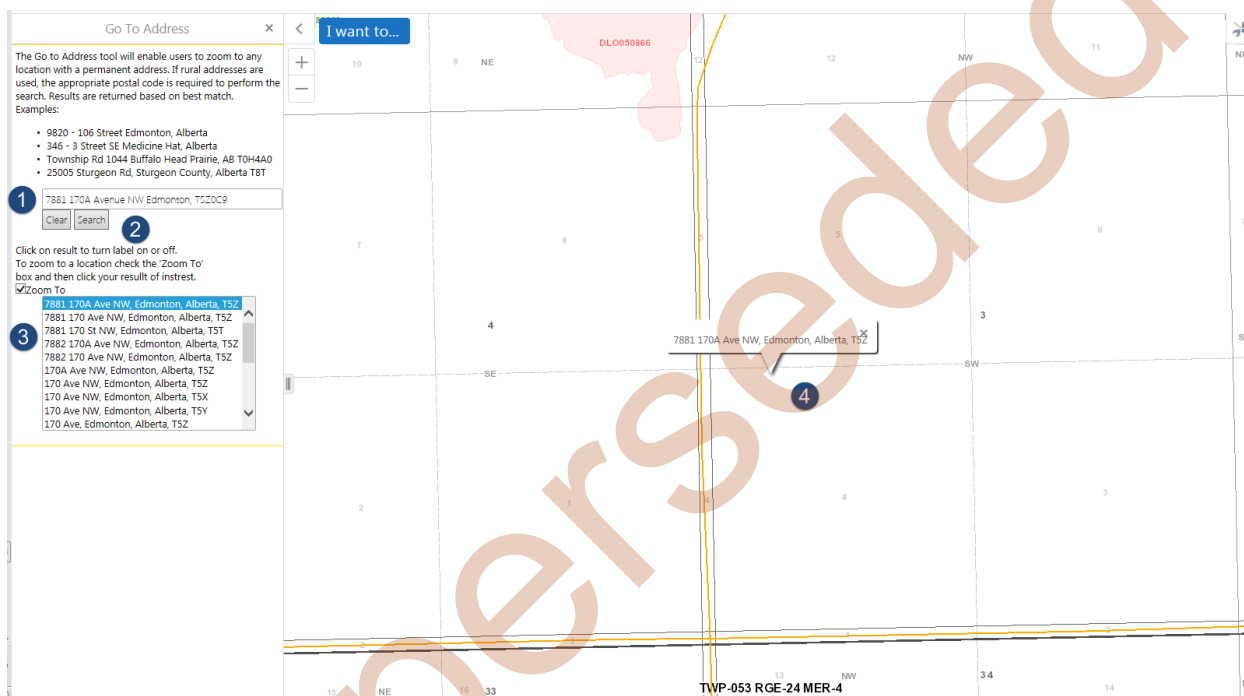 Go To Address ×
The Go to Address tool will enable users to zoom to any
location with a permanent address. If rural addresses are
used, the appropriate postal code is required to perform the
search. Results are returned based on best match.
Examples:
• 9820 - 106 Street Edmonton, Alberta
• 346 - 3 Street SE Medicine Hat, Alberta
• Township Rd 1044 Buffalo Head Prairie, AB T0H4A0
• 25005 Sturgeon Rd, Sturgeon County, Alberta T8T
1
7881 170A Avenue NW Edmonton, T5Z0C9
Clear Search
2
Click on result to turn label on or off.
To zoom to a location check the 'Zoom To'
box and then click your resullt of instrest.
Zoom To
3
7881 170A Ave NW, Edmonton, Alberta, T5Z
7881 170 Ave NW, Edmonton, Alberta, T5Z
7881 170 St NW, Edmonton, Alberta, T5T
7882 170A Ave NW, Edmonton, Alberta, T5Z
7882 170 Ave NW, Edmonton, Alberta, T5Z
170A Ave NW, Edmonton, Alberta, T5Z
170 Ave NW, Edmonton, Alberta, T5Z
170 Ave NW, Edmonton, Alberta, T5X
170 Ave NW, Edmonton, Alberta, T5Y
170 Ave, Edmonton, Alberta, T5Z
I want to...
+
−
DLO050866
10 9 NE 12 12 NW 11
7 8 5 5 6
4 3
7881 170A Ave NW, Edmonton, Alberta, T5Z
SE SW
4
2 1 4 4 3
15 NE 16 33 13 NW 34 14
TWP-053 RGE-24 MER-4
perseded